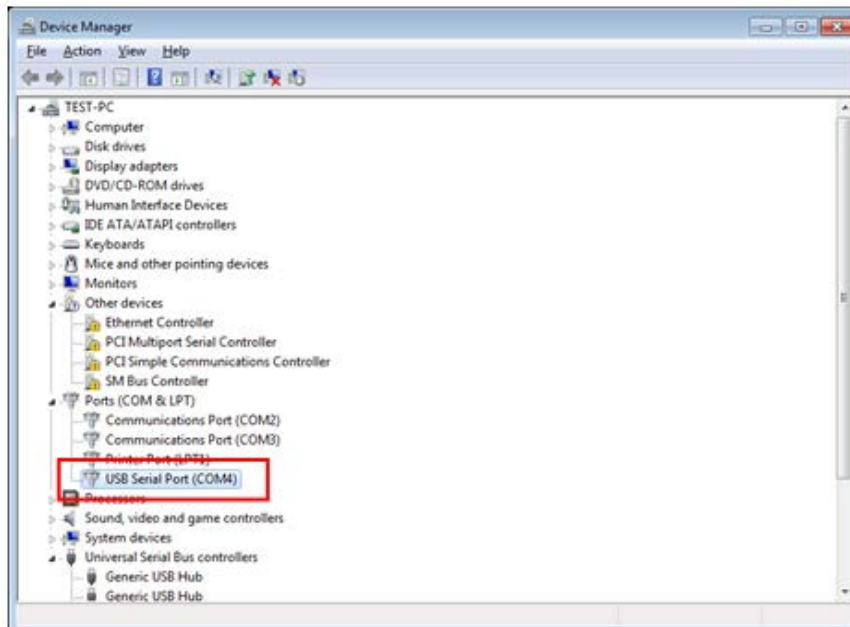 Device Manager
File Action View Help
TEST-PC
Computer
Disk drives
Display adapters
DVD/CD-ROM drives
Human Interface Devices
IDE ATA/ATAPI controllers
Keyboards
Mice and other pointing devices
Monitors
Other devices
Ethernet Controller
PCI Multiport Serial Controller
PCI Simple Communications Controller
SM Bus Controller
Ports (COM & LPT)
Communications Port (COM2)
Communications Port (COM3)
Printer Port (LPT1)
USB Serial Port (COM4)
Processors
Sound, video and game controllers
System devices
Universal Serial Bus controllers
Generic USB Hub
Generic USB Hub